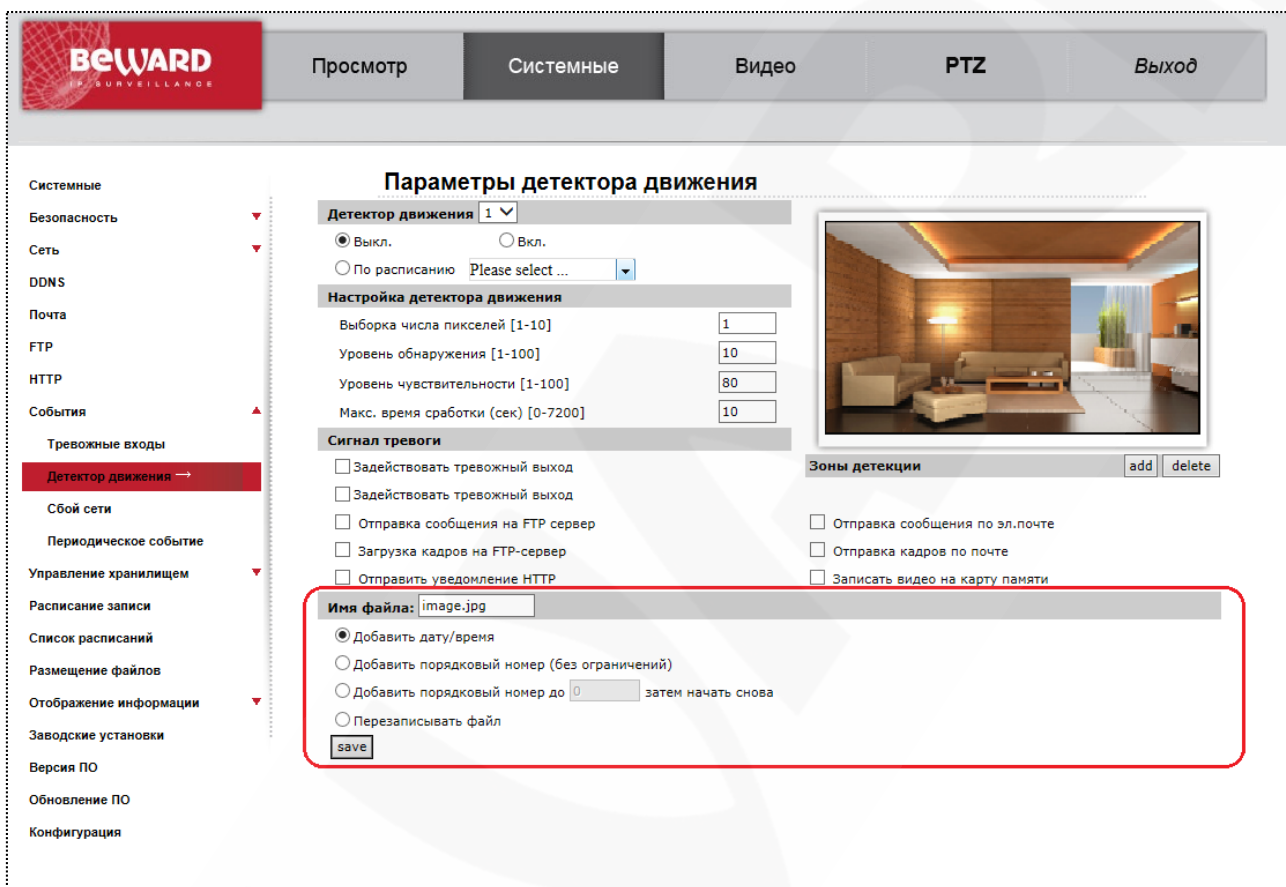 BEWARD
IP SURVEILLANCE
Просмотр
Системные
Видео
PTZ
Выход
Системные
Безопасность
Сеть
DDNS
Почта
FTP
HTTP
События
Тревожные входы
Детектор движения →
Сбой сети
Периодическое событие
Управление хранилищем
Расписание записи
Список расписаний
Размещение файлов
Отображение информации
Заводские установки
Версия ПО
Обновление ПО
Конфигурация
Параметры детектора движения
Детектор движения 1
Выкл. Вкл.
По расписанию Please select ...
Настройка детектора движения
Выборка числа пикселей [1-10] 1
Уровень обнаружения [1-100] 10
Уровень чувствительности [1-100] 80
Макс. время сработки (сек) [0-7200] 10
Зоны детекции add delete
Сигнал тревоги
Задействовать тревожный выход
Задействовать тревожный выход
Отправка сообщения на FTP сервер
Отправка сообщения по эл.почте
Загрузка кадров на FTP-сервер
Отправка кадров по почте
Отправить уведомление HTTP
Записать видео на карту памяти
Имя файла: image.jpg
Добавить дату/время
Добавить порядковый номер (без ограничений)
Добавить порядковый номер до 0 затем начать снова
Перезаписывать файл
save